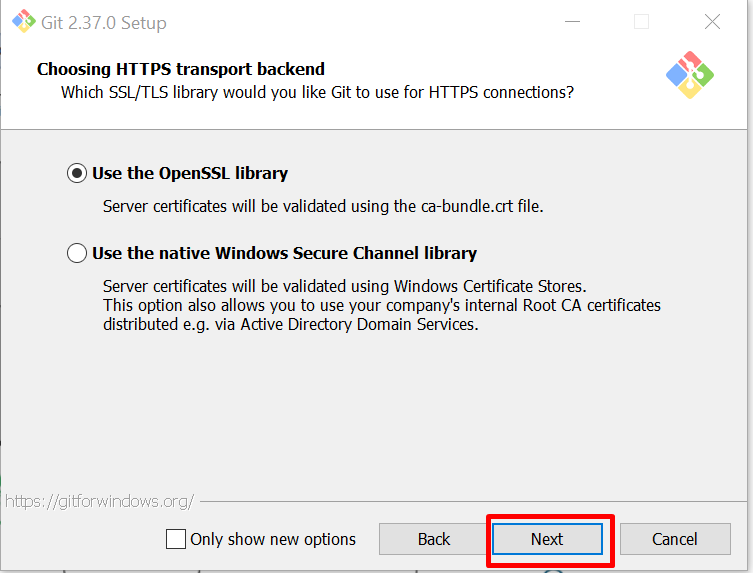 Git 2.37.0 Setup
Choosing HTTPS transport backend
Which SSL/TLS library would you like Git to use for HTTPS connections?
Use the OpenSSL library
Server certificates will be validated using the ca-bundle.crt file.
Use the native Windows Secure Channel library
Server certificates will be validated using Windows Certificate Stores.
This option also allows you to use your company's internal Root CA certificates
distributed e.g. via Active Directory Domain Services.
https://gitforwindows.org/
Only show new options
Back
Next
Cancel